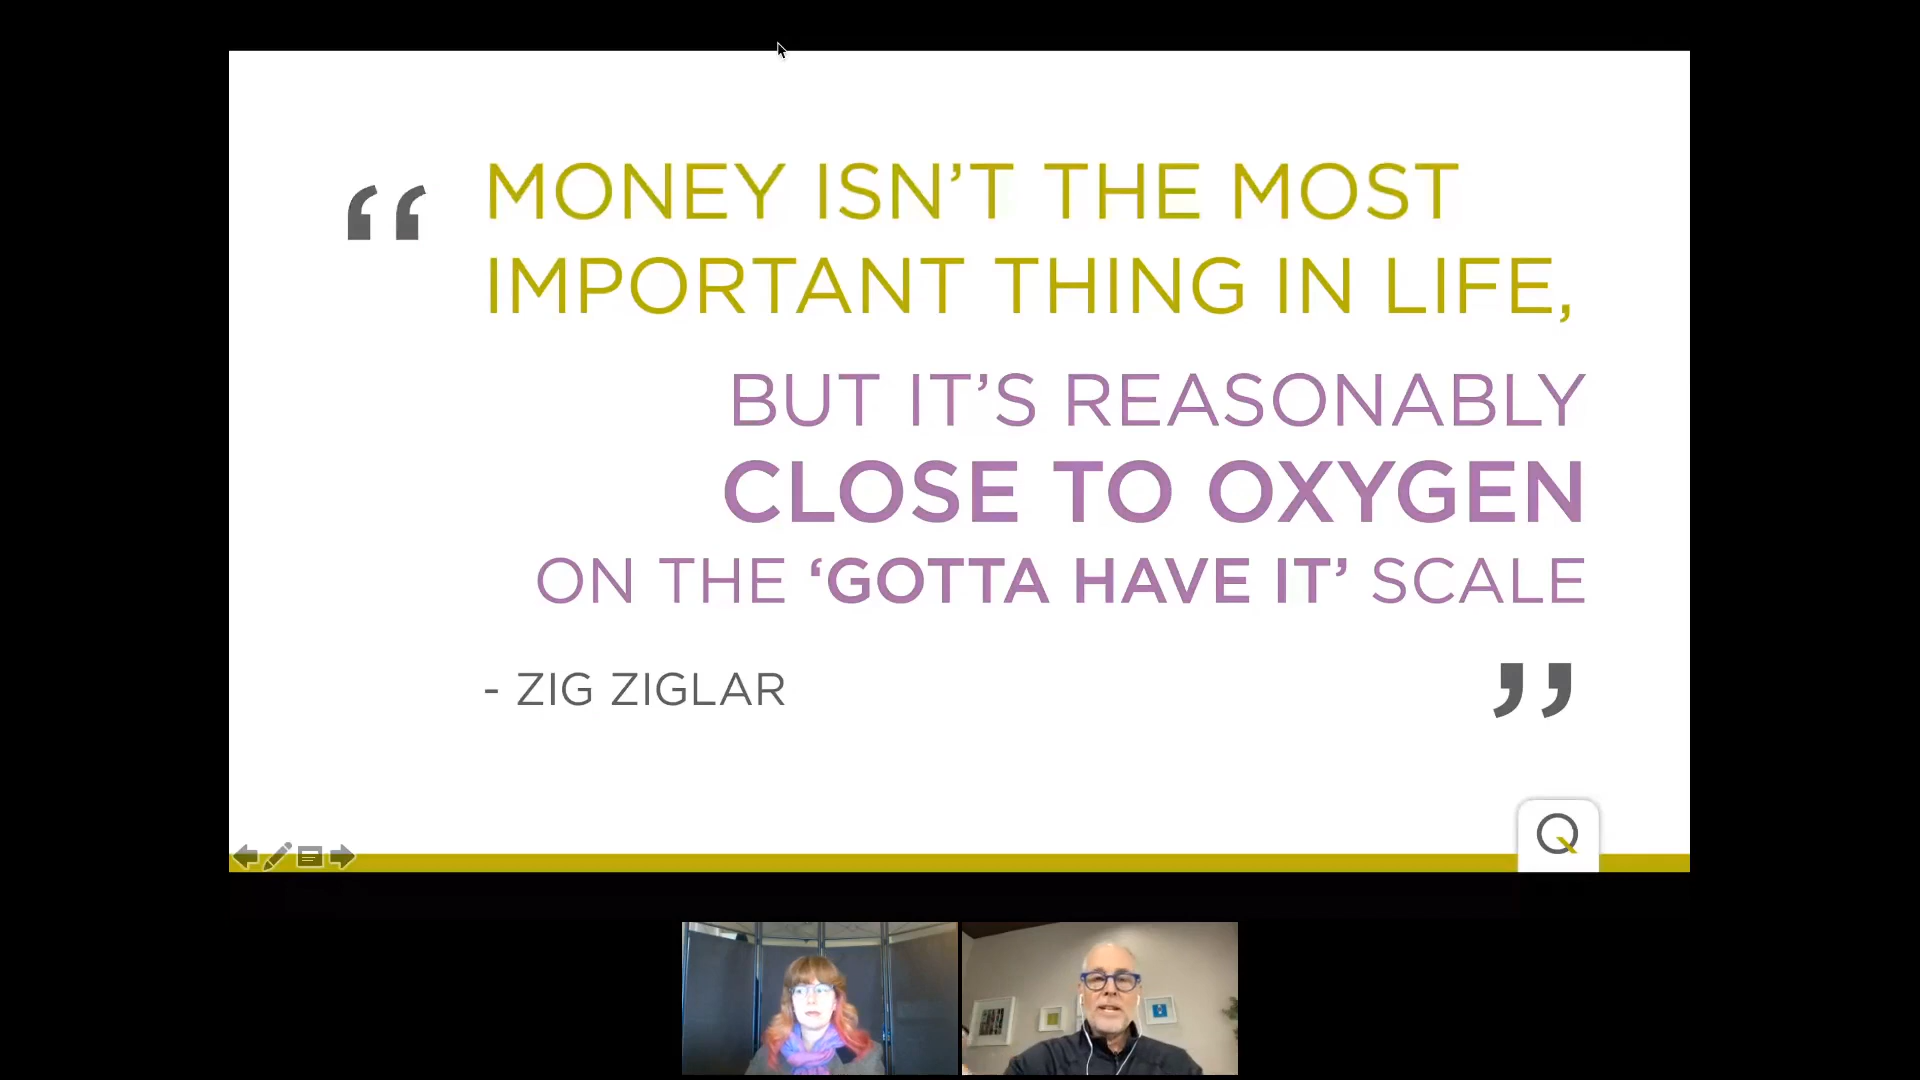 “ MONEY ISN’T THE MOST
IMPORTANT THING IN LIFE,
BUT IT’S REASONABLY
CLOSE TO OXYGEN
ON THE ‘GOTTA HAVE IT’ SCALE
- ZIG ZIGLAR ”
Q